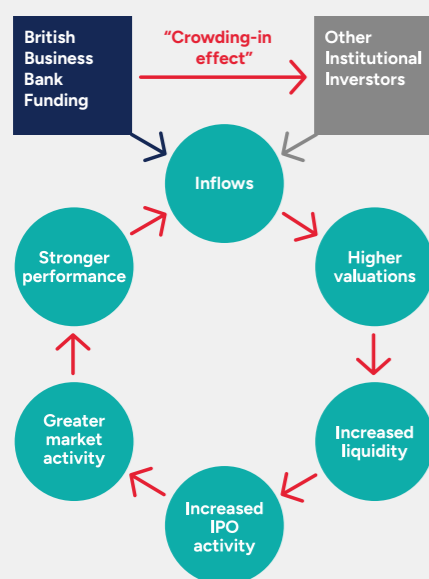 British
Business
Bank
Funding
“Crowding-in
effect”
Other
Institutional
Inverstors
Inflows
Stronger
performance
Higher
valuations
Greater
market
activity
Increased
liquidity
Increased
IPO
activity